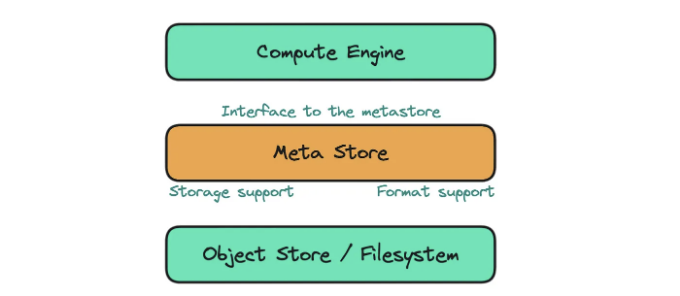 Compute Engine
Interface to the metastore
Meta Store
Storage support
Format support
Object Store / Filesystem